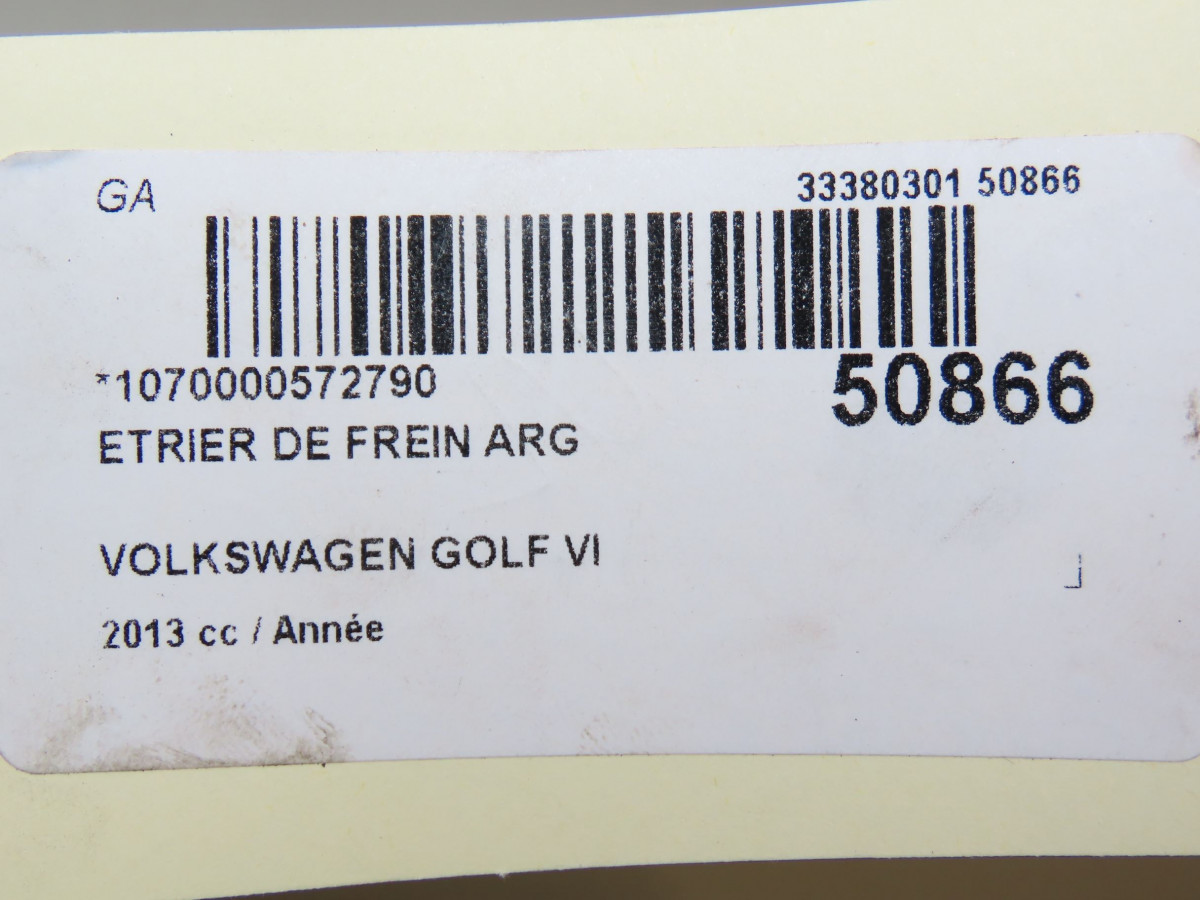 GA
33380301 50866
*1070000572790
50866
ETRIER DE FREIN ARG
VOLKSWAGEN GOLF VI
2013 cc / Année